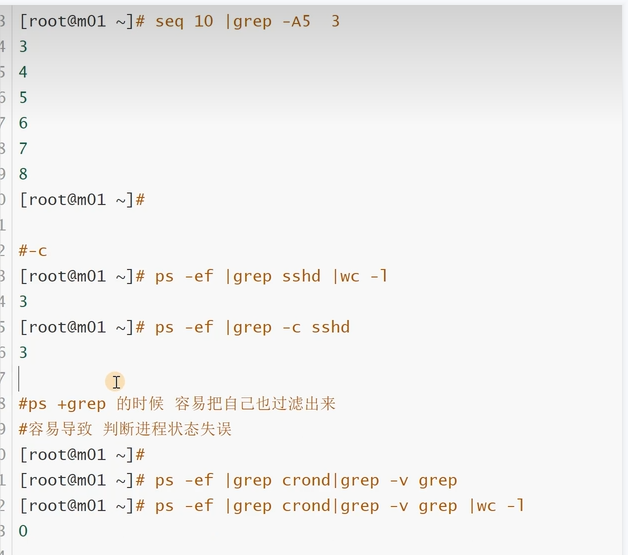 3 [root@m01 ~]# seq 10 |grep -A5  3
4 3
5 4
6 5
6 6
7 7
9 8
0 [root@m01 ~]#
1
2 #-c
3 [root@m01 ~]# ps -ef |grep sshd |wc -l
4 3
5 [root@m01 ~]# ps -ef |grep -c sshd
6 3
7
8 #ps +grep 的时候 容易把自己也过滤出来
9 #容易导致 判断进程状态失误
0 [root@m01 ~]#
1 [root@m01 ~]# ps -ef |grep crond|grep -v grep
2 [root@m01 ~]# ps -ef |grep crond|grep -v grep |wc -l
3 0